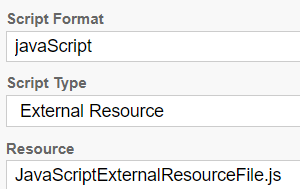 Script Format
javaScript
Script Type
External Resource
Resource
JavaScriptExternalResourceFile.js